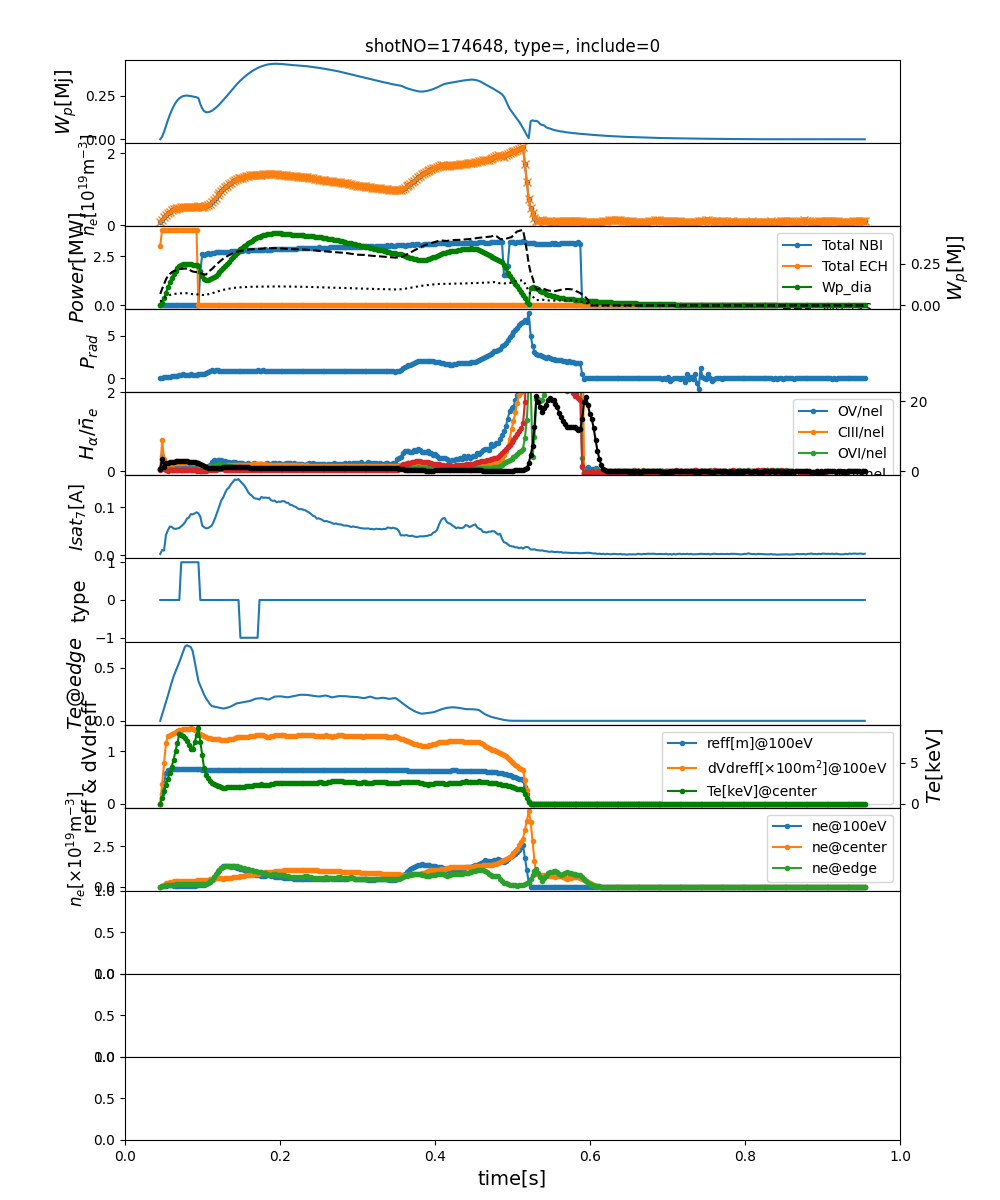 shotNO=174648, type=, include=0
W_p[Mj]
0.25
0.00
n_e[10^19 m^-3]
2
0
Power[MW]
2.5
0.0
Total NBI
Total ECH
Wp_dia
0.25
0.00
W_p[MJ]
P_rad
5
0
H_α/n̄_e
2
0
OV/nel
CIII/nel
OVI/nel
20
0
Isat_7[A]
0.1
0.0
type
1
0
−1
Te@edge
0.5
0.0
reff & dVdreff
1
0
reff[m]@100eV
dVdreff[×100m^2]@100eV
Te[keV]@center
5
0
Te[keV]
n_e[×10^19 m^-3]
2.5
0.0
ne@100eV
ne@center
ne@edge
0.5
0.0
1.0
0.5
0.0
1.0
0.5
0.0
0.0
0.2
0.4
0.6
0.8
1.0
time[s]